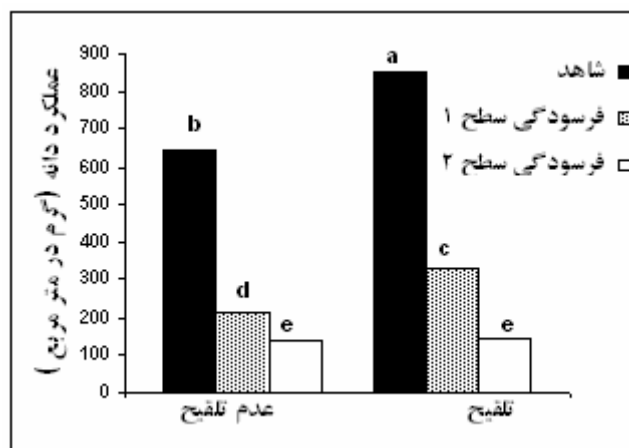 عملکرد دانه (گرم در متر مربع)
900
800
700
600
500
400
300
200
100
0
b
d
e
a
c
e
عدم تلقیح
تلقیح
شاهد
فرسودگی سطح ۱
فرسودگی سطح ۲